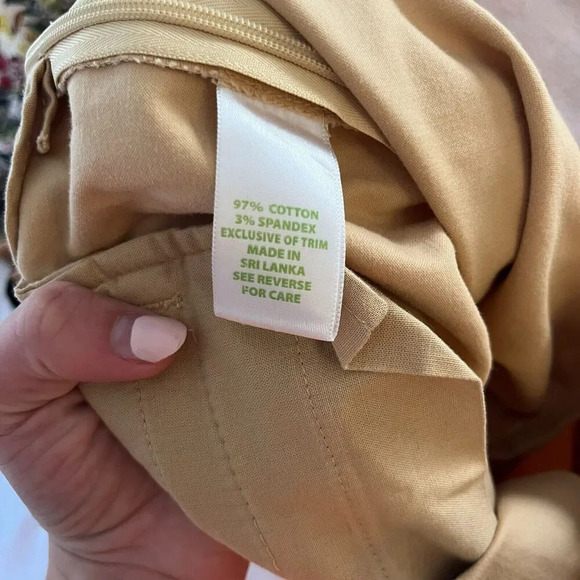 97% COTTON
3% SPANDEX
EXCLUSIVE OF TRIM
MADE IN
SRI LANKA
SEE REVERSE
FOR CARE